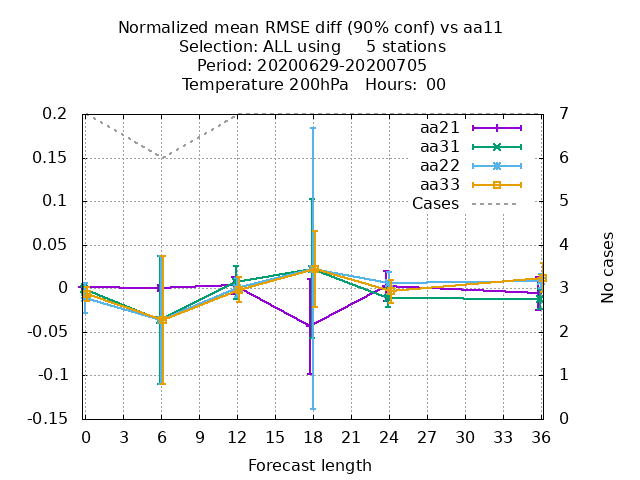 Normalized mean RMSE diff (90% conf) vs aa11
Selection: ALL using     5 stations
Period: 20200629-20200705
Temperature 200hPa   Hours:  00
0.2
0.15
0.1
0.05
0
-0.05
-0.1
-0.15
7
6
5
4
3
2
1
0
No cases
aa21
aa31
aa22
aa33
Cases
0 3 6 9 12 15 18 21 24 27 30 33 36
Forecast length